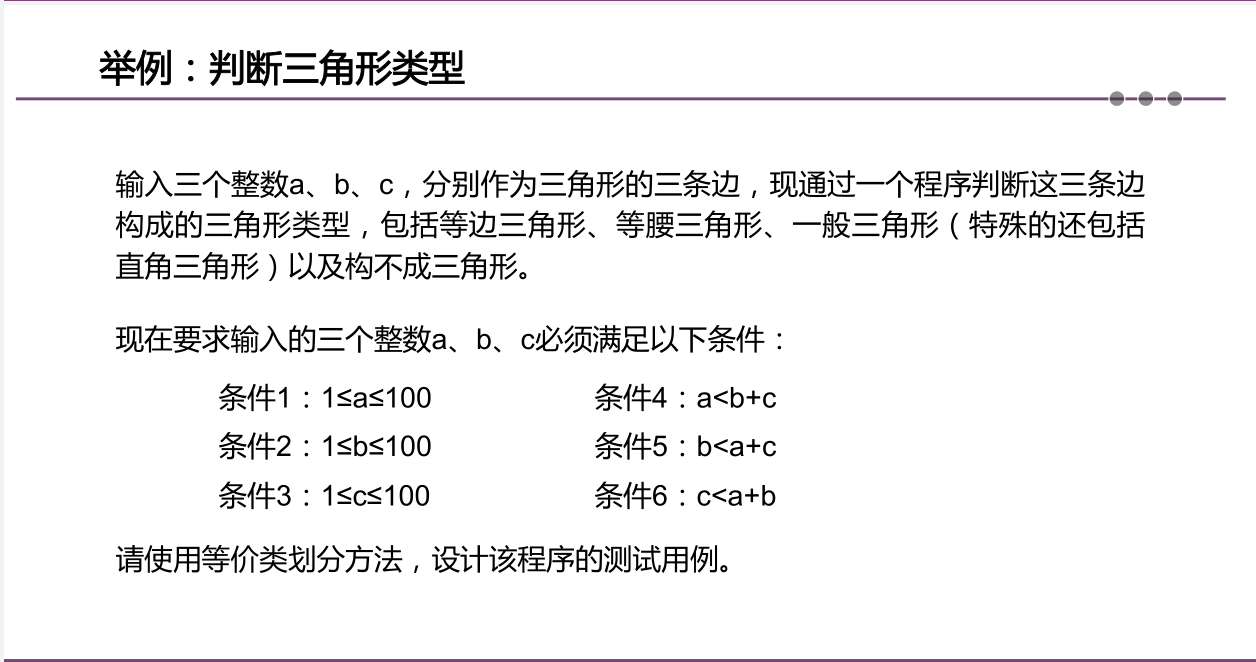 举例：判断三角形类型
输入三个整数a、b、c，分别作为三角形的三条边，现通过一个程序判断这三条边
构成的三角形类型，包括等边三角形、等腰三角形、一般三角形（特殊的还包括
直角三角形）以及构不成三角形。
现在要求输入的三个整数a、b、c必须满足以下条件：
条件1：1≤a≤100 条件4：a<b+c
条件2：1≤b≤100 条件5：b<a+c
条件3：1≤c≤100 条件6：c<a+b
请使用等价类划分方法，设计该程序的测试用例。